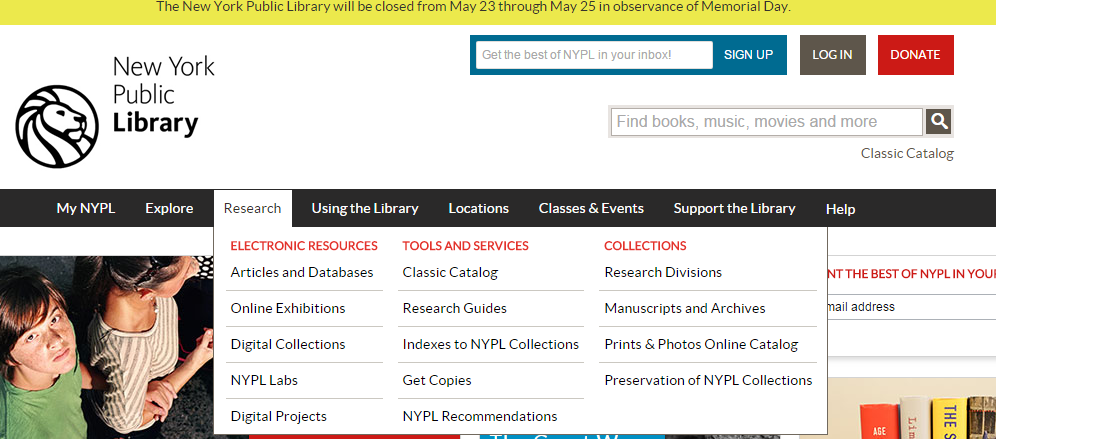 The New York Public Library will be closed from May 23 through May 25 in observance of Memorial Day.
Get the best of NYPL in your inbox!
SIGN UP
LOG IN
DONATE
New York
Public
Library
Find books, music, movies and more
Classic Catalog
My NYPL
Explore
Research
Using the Library
Locations
Classes & Events
Support the Library
Help
ELECTRONIC RESOURCES
Articles and Databases
Online Exhibitions
Digital Collections
NYPL Labs
Digital Projects
TOOLS AND SERVICES
Classic Catalog
Research Guides
Indexes to NYPL Collections
Get Copies
NYPL Recommendations
COLLECTIONS
Research Divisions
Manuscripts and Archives
Prints & Photos Online Catalog
Preservation of NYPL Collections
NT THE BEST OF NYPL IN YOUR
mail address
AGE
THE S